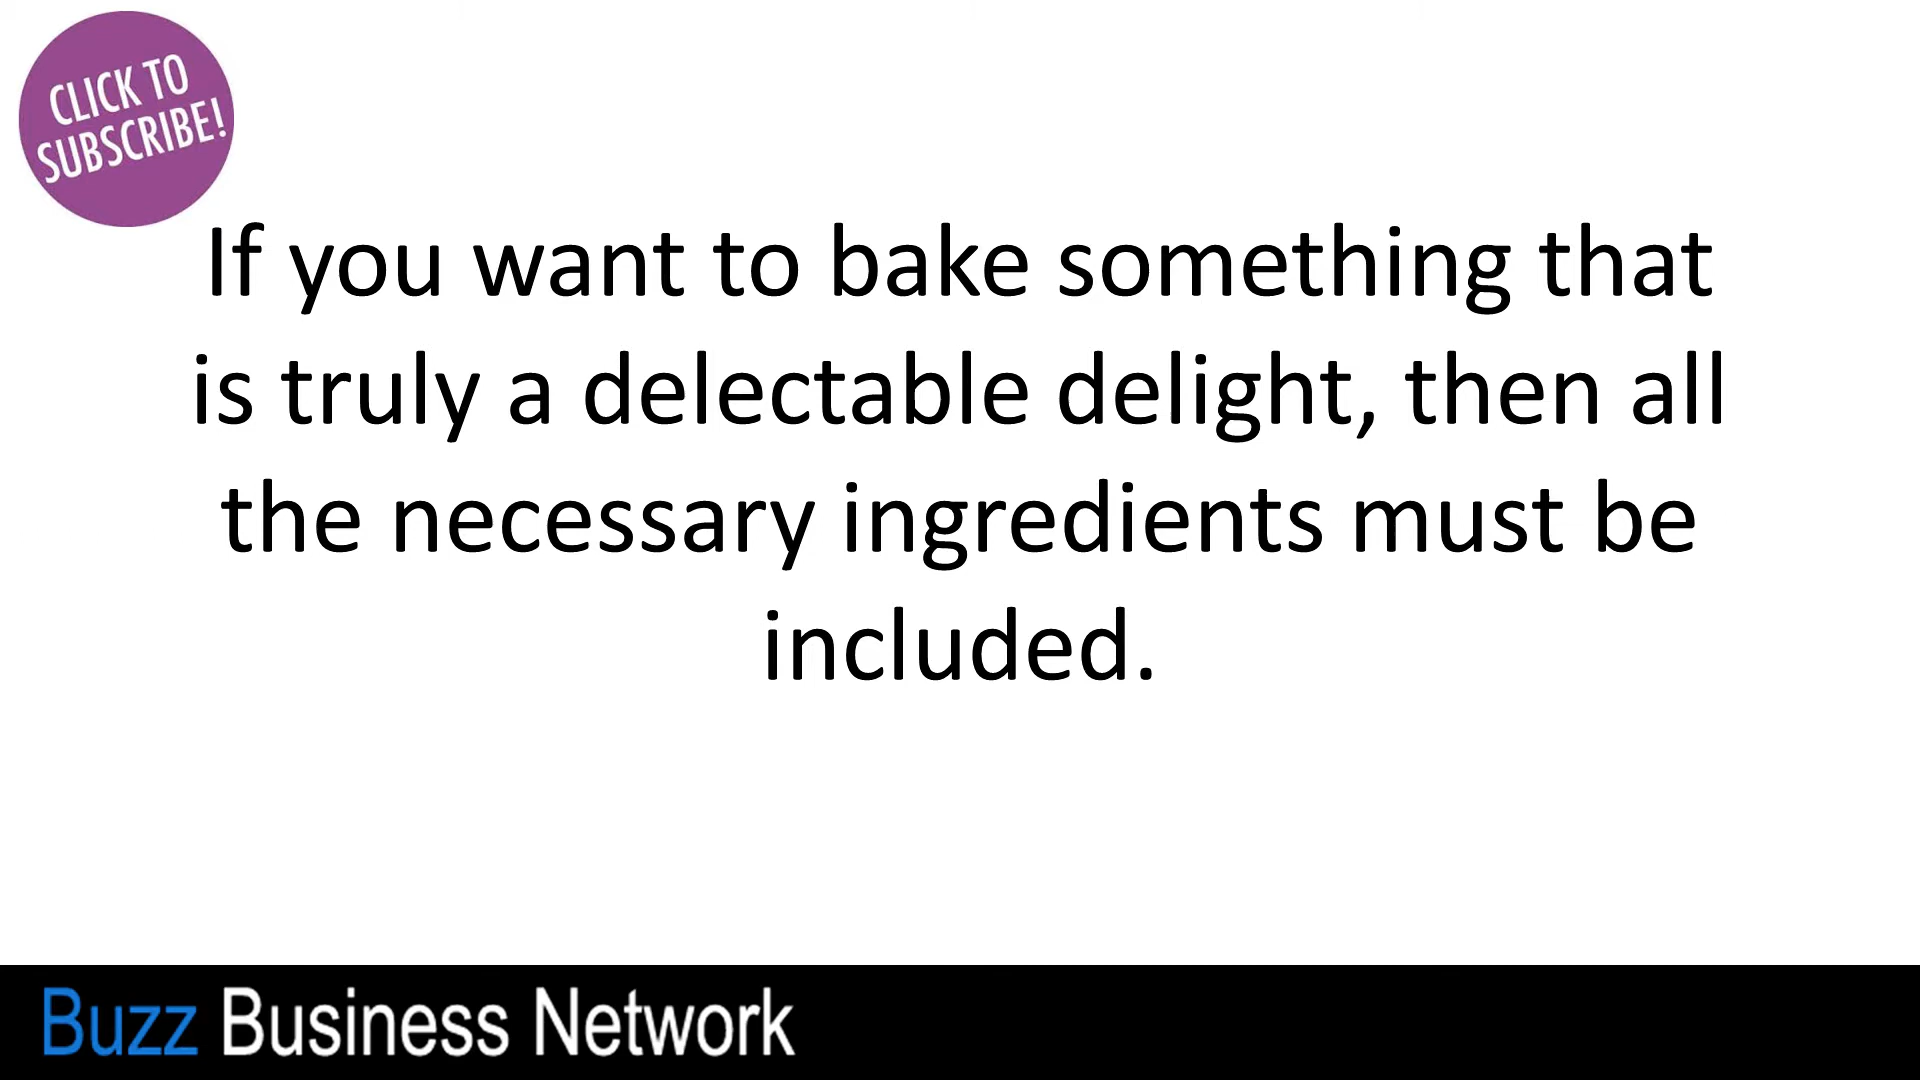 CLICK TO
SUBSCRIBE!
If you want to bake something that
is truly a delectable delight, then all
the necessary ingredients must be
included.
Buzz Business Network